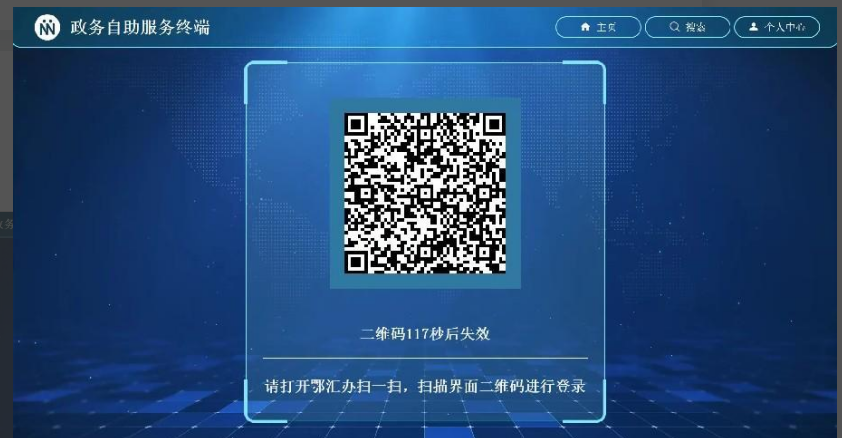 政务自助服务终端
主页
搜索
个人中心
二维码117秒后失效
请打开鄂汇办扫一扫，扫描界面二维码进行登录